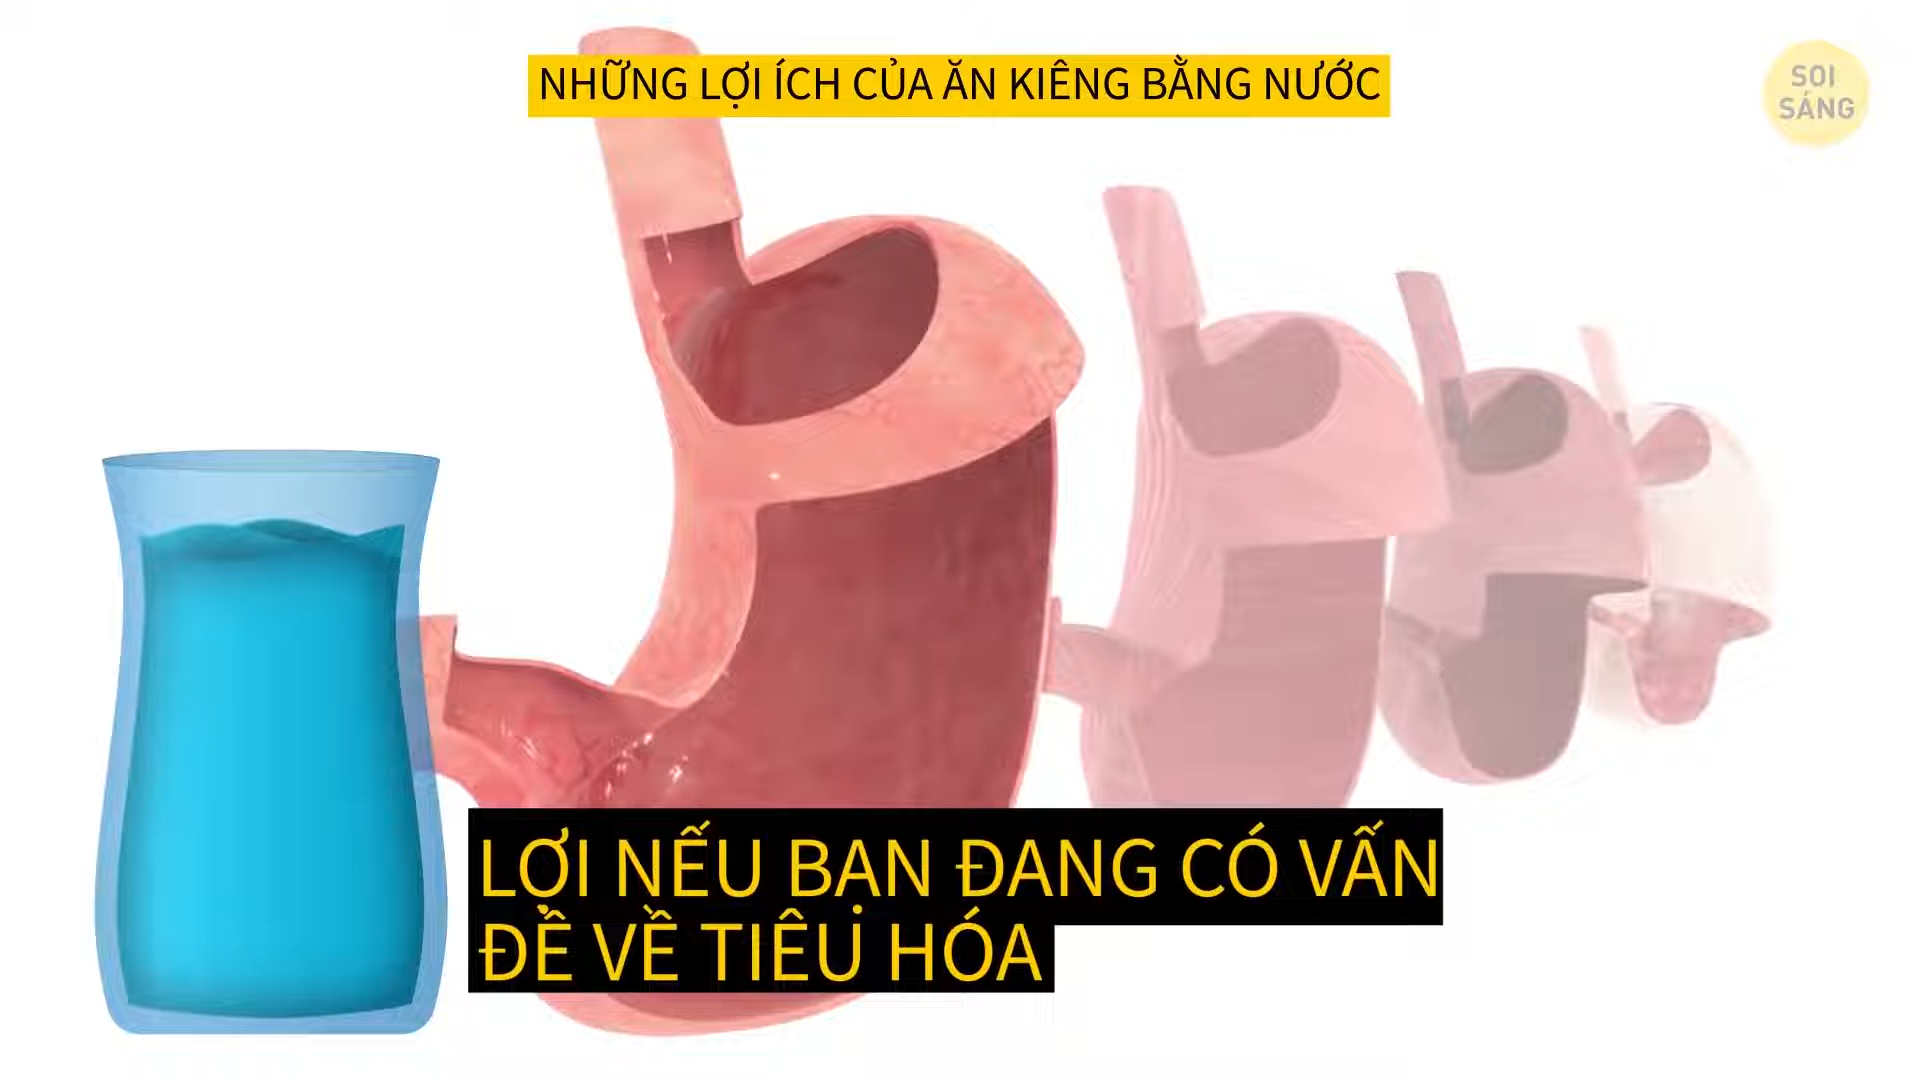 NHỮNG LỢI ÍCH CỦA ĂN KIÊNG BẰNG NƯỚC
SOI
SÁNG
LỢI NẾU BẠN ĐANG CÓ VẤN
ĐỀ VỀ TIÊU HÓA